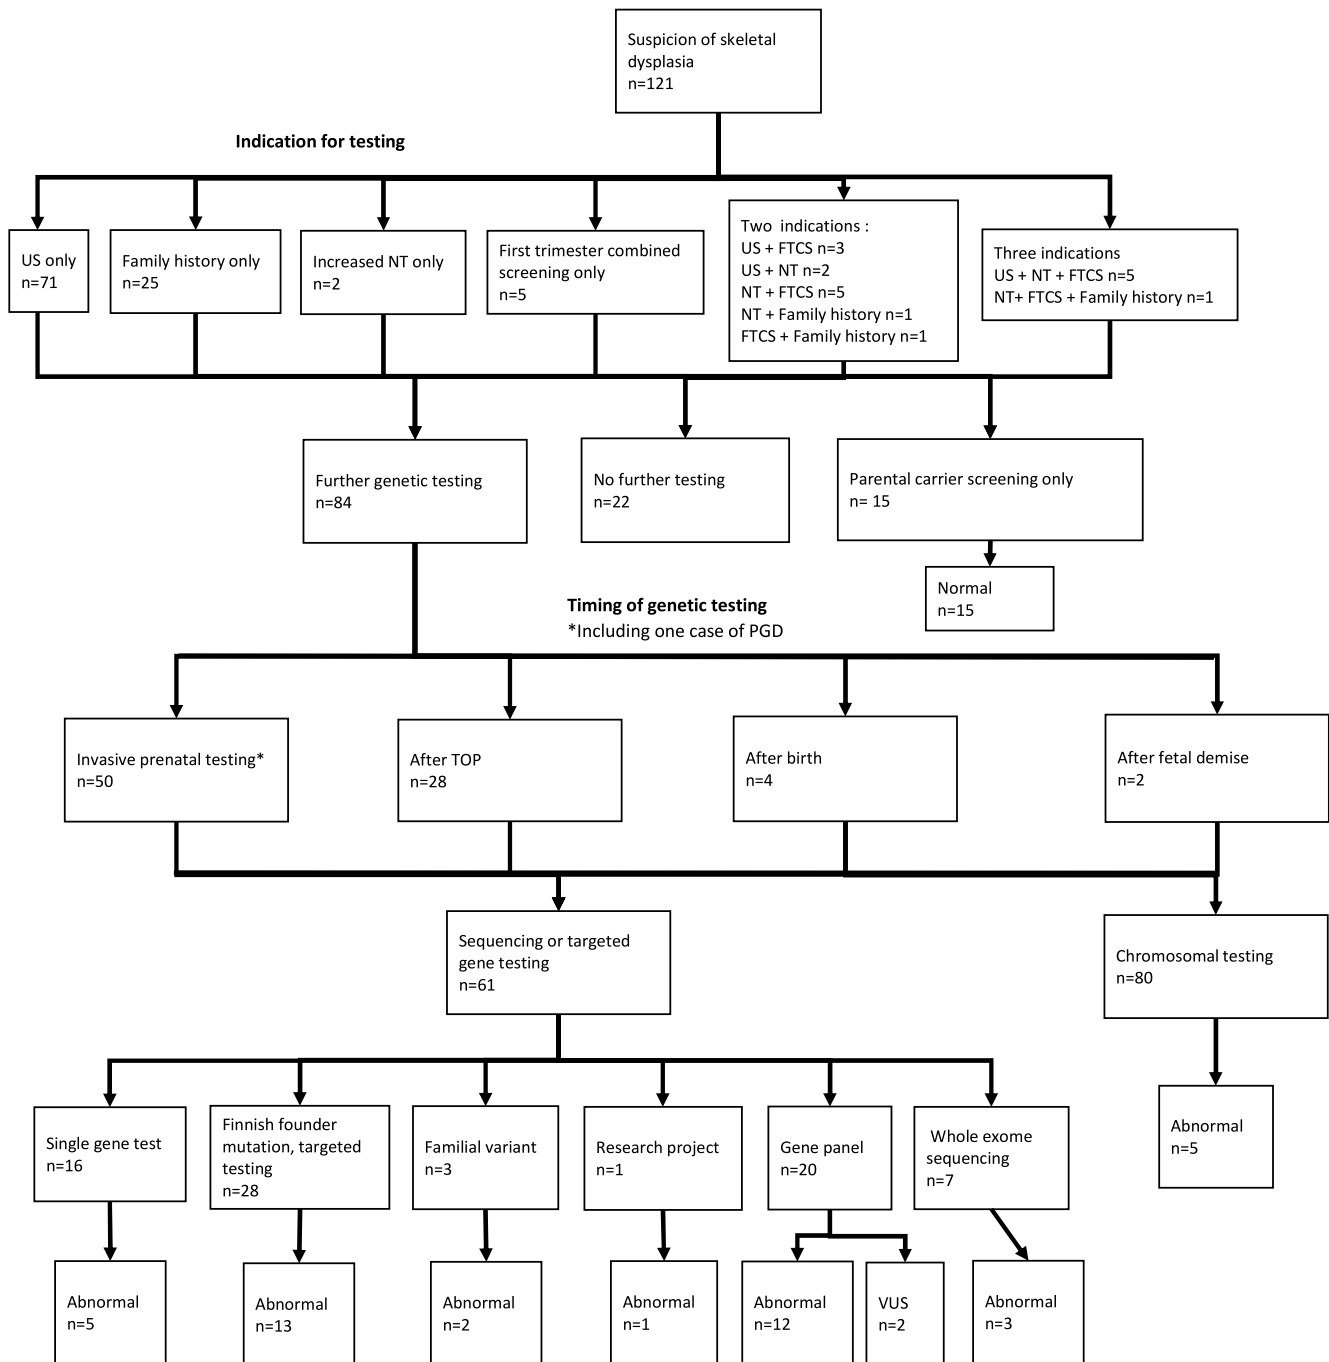 Suspicion of skeletal
dysplasia
n=121
Indication for testing
US only
n=71
Family history only
n=25
Increased NT only
n=2
First trimester combined
screening only
n=5
Two indications :
US + FTCS n=3
US + NT n=2
NT + FTCS n=5
NT + Family history n=1
FTCS + Family history n=1
Three indications
US + NT + FTCS n=5
NT+ FTCS + Family history n=1
Further genetic testing
n=84
No further testing
n=22
Parental carrier screening only
n= 15
Normal
n=15
Timing of genetic testing
*Including one case of PGD
Invasive prenatal testing*
n=50
After TOP
n=28
After birth
n=4
After fetal demise
n=2
Sequencing or targeted
gene testing
n=61
Chromosomal testing
n=80
Single gene test
n=16
Finnish founder
mutation, targeted
testing
n=28
Familial variant
n=3
Research project
n=1
Gene panel
n=20
Whole exome
sequencing
n=7
Abnormal
n=5
Abnormal
n=5
Abnormal
n=13
Abnormal
n=2
Abnormal
n=1
Abnormal
n=12
VUS
n=2
Abnormal
n=3